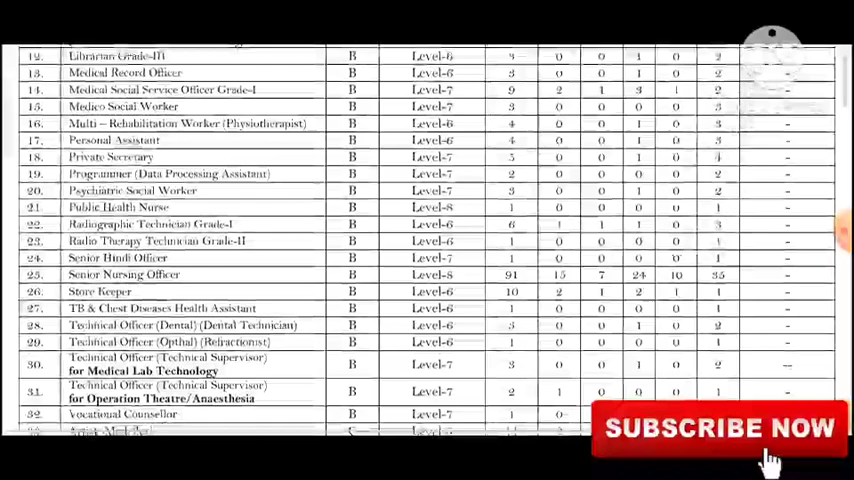 12. Librarian Grade-III B Level-6 3 0 0 1 0 2
13. Medical Record Officer B Level-6 3 0 0 1 0 2
14. Medical Social Service Officer Grade-I B Level-7 9 2 1 3 1 2 -
15. Medico Social Worker B Level-7 3 0 0 0 0 3 -
16. Multi – Rehabilitation Worker (Physiotherapist) B Level-6 4 0 0 1 0 3 -
17. Personal Assistant B Level-6 4 0 0 1 0 3 -
18. Private Secretary B Level-7 5 0 0 1 0 4 -
19. Programmer (Data Processing Assistant) B Level-7 2 0 0 0 0 2 -
20. Psychiatric Social Worker B Level-7 3 0 0 1 0 2 -
21. Public Health Nurse B Level-8 1 0 0 0 0 1 -
22. Radiographic Technician Grade-I B Level-6 6 1 1 1 0 3 -
23. Radio Therapy Technician Grade-II B Level-6 1 0 0 0 0 1 -
24. Senior Hindi Officer B Level-7 1 0 0 0 0 1 -
25. Senior Nursing Officer B Level-8 91 15 7 24 10 35 -
26. Store Keeper B Level-6 10 2 1 2 1 4 -
27. TB & Chest Diseases Health Assistant B Level-6 1 0 0 0 0 1 -
28. Technical Officer (Dental) (Dental Technician) B Level-6 3 0 0 1 0 2 -
29. Technical Officer (Opthal) (Refractionist) B Level-6 1 0 0 0 0 1 -
30. Technical Officer (Technical Supervisor)
for Medical Lab Technology B Level-7 3 0 0 1 0 2 --
31. Technical Officer (Technical Supervisor)
for Operation Theatre/Anaesthesia B Level-7 2 1 0 0 0 1 -
32. Vocational Counsellor B Level-7 1 0
SUBSCRIBE NOW